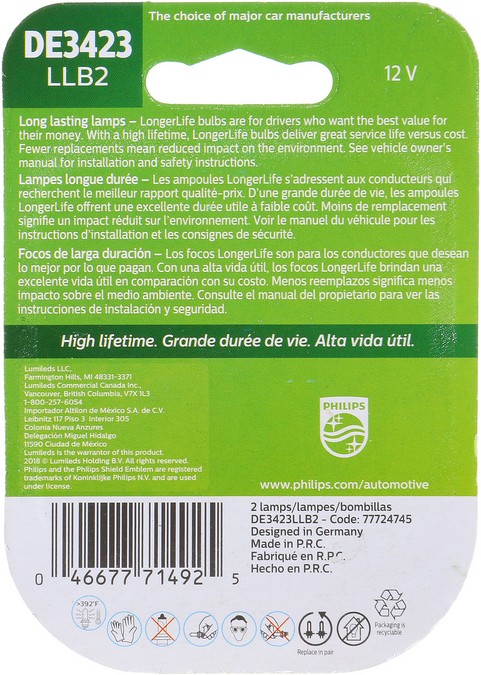 The choice of major car manufacturers
DE3423
LLB2
12 V
Long lasting lamps – LongerLife bulbs are for drivers who want the best value for
their money. With a high lifetime, LongerLife bulbs deliver great service life versus cost.
Fewer replacements mean reduced impact on the environment. See vehicle owner's
manual for installation and safety instructions.
Lampes longue durée – Les ampoules LongerLife s'adressent aux conducteurs qui
recherchent le meilleur rapport qualité-prix. D'une grande durée de vie, les ampoules
LongerLife offrent une excellente durée utile à faible coût. Moins de remplacement
signifie un impact réduit sur l'environnement. Voir le manuel du véhicule pour les
instructions d'installation et les consignes de sécurité.
Focos de larga duración – Los focos LongerLife son para los conductores que desean
lo mejor por lo que pagan. Con una alta vida útil, los focos LongerLife brindan una
excelente vida útil en comparación con su costo. Menos reemplazos significa menos
impacto sobre el medio ambiente. Consulte el manual del propietario para ver las
instrucciones de instalación y seguridad.
High lifetime. Grande durée de vie. Alta vida útil.
Lumileds LLC,
Farmington Hills, MI 48331-3371
Lumileds Commercial Canada Inc.,
Vancouver, British Columbia, V7X 1L3
1-800-257-6054
Importador Altilon de México S.A. de C.V.
Leibnitz 117 Piso 3 Interior 305
Colonia Nueva Anzures
Delegación Miguel Hidalgo
11590 Ciudad de México
Lumileds is the warrantor of this product.
2018 © Lumileds Holding B.V. All rights reserved.
Philips and the Philips Shield Emblem are registered
trademarks of Koninklijke Philips N.V. and are used
under license.
PHILIPS
www.philips.com/automotive
2 lamps/lampes/bombillas
DE3423LLB2 - Code: 77724745
Designed in Germany
Made in P.R.C.
Fabriqué en R.P.C.
Hecho en P.R.C.
0 46677 71492 5
>392°F
Replace in pair
Packaging is
recyclable